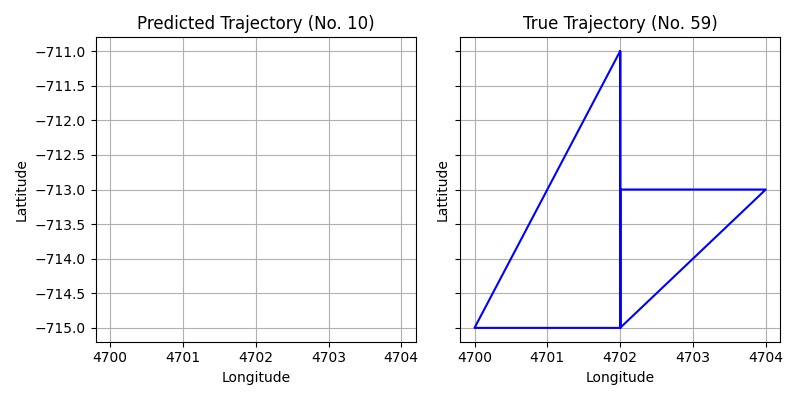 Predicted Trajectory (No. 10)
True Trajectory (No. 59)
−711.0
−711.5
−712.0
−712.5
−713.0
−713.5
−714.0
−714.5
−715.0
Lattitude
Lattitude
4700 4701 4702 4703 4704
4700 4701 4702 4703 4704
Longitude
Longitude